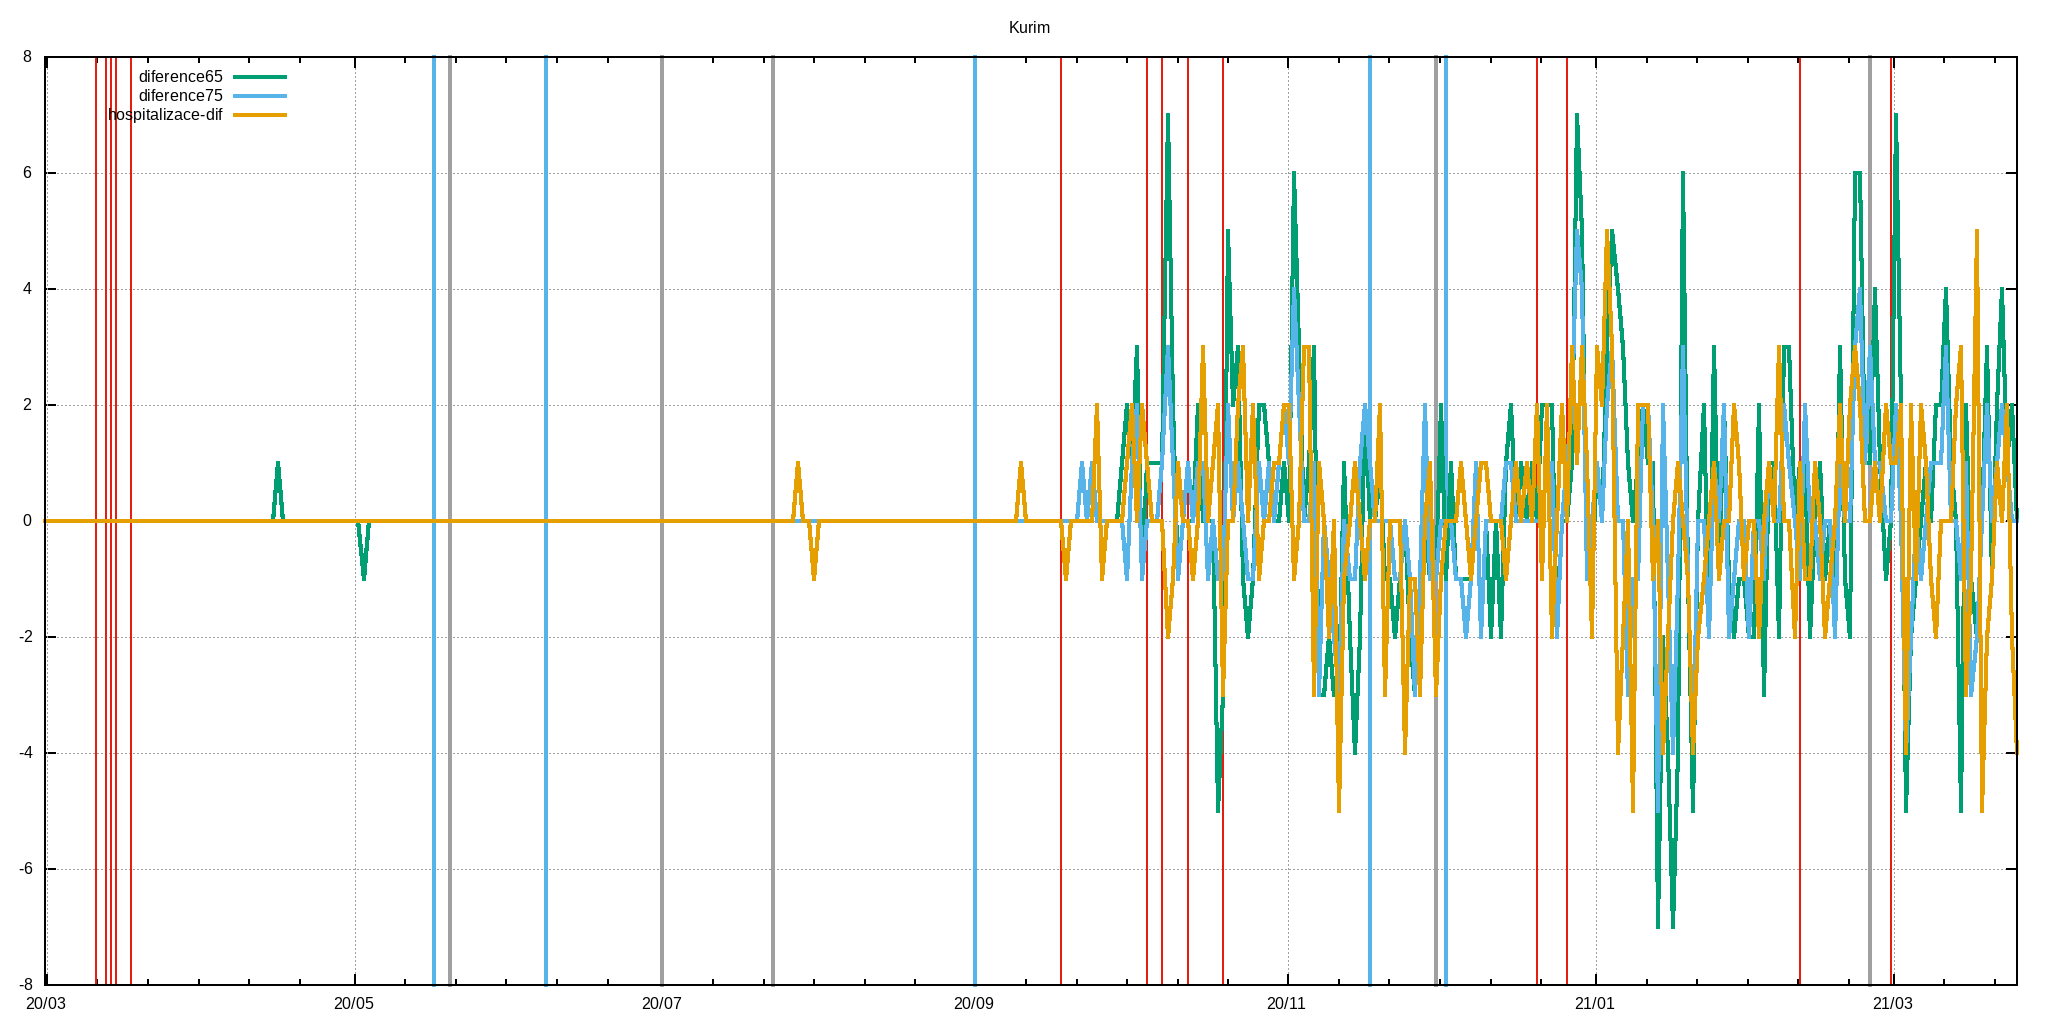 Kurim
diference65
diference75
hospitalizace-dif
8
6
4
2
0
-2
-4
-6
-8
20/03 20/05 20/07 20/09 20/11 21/01 21/03